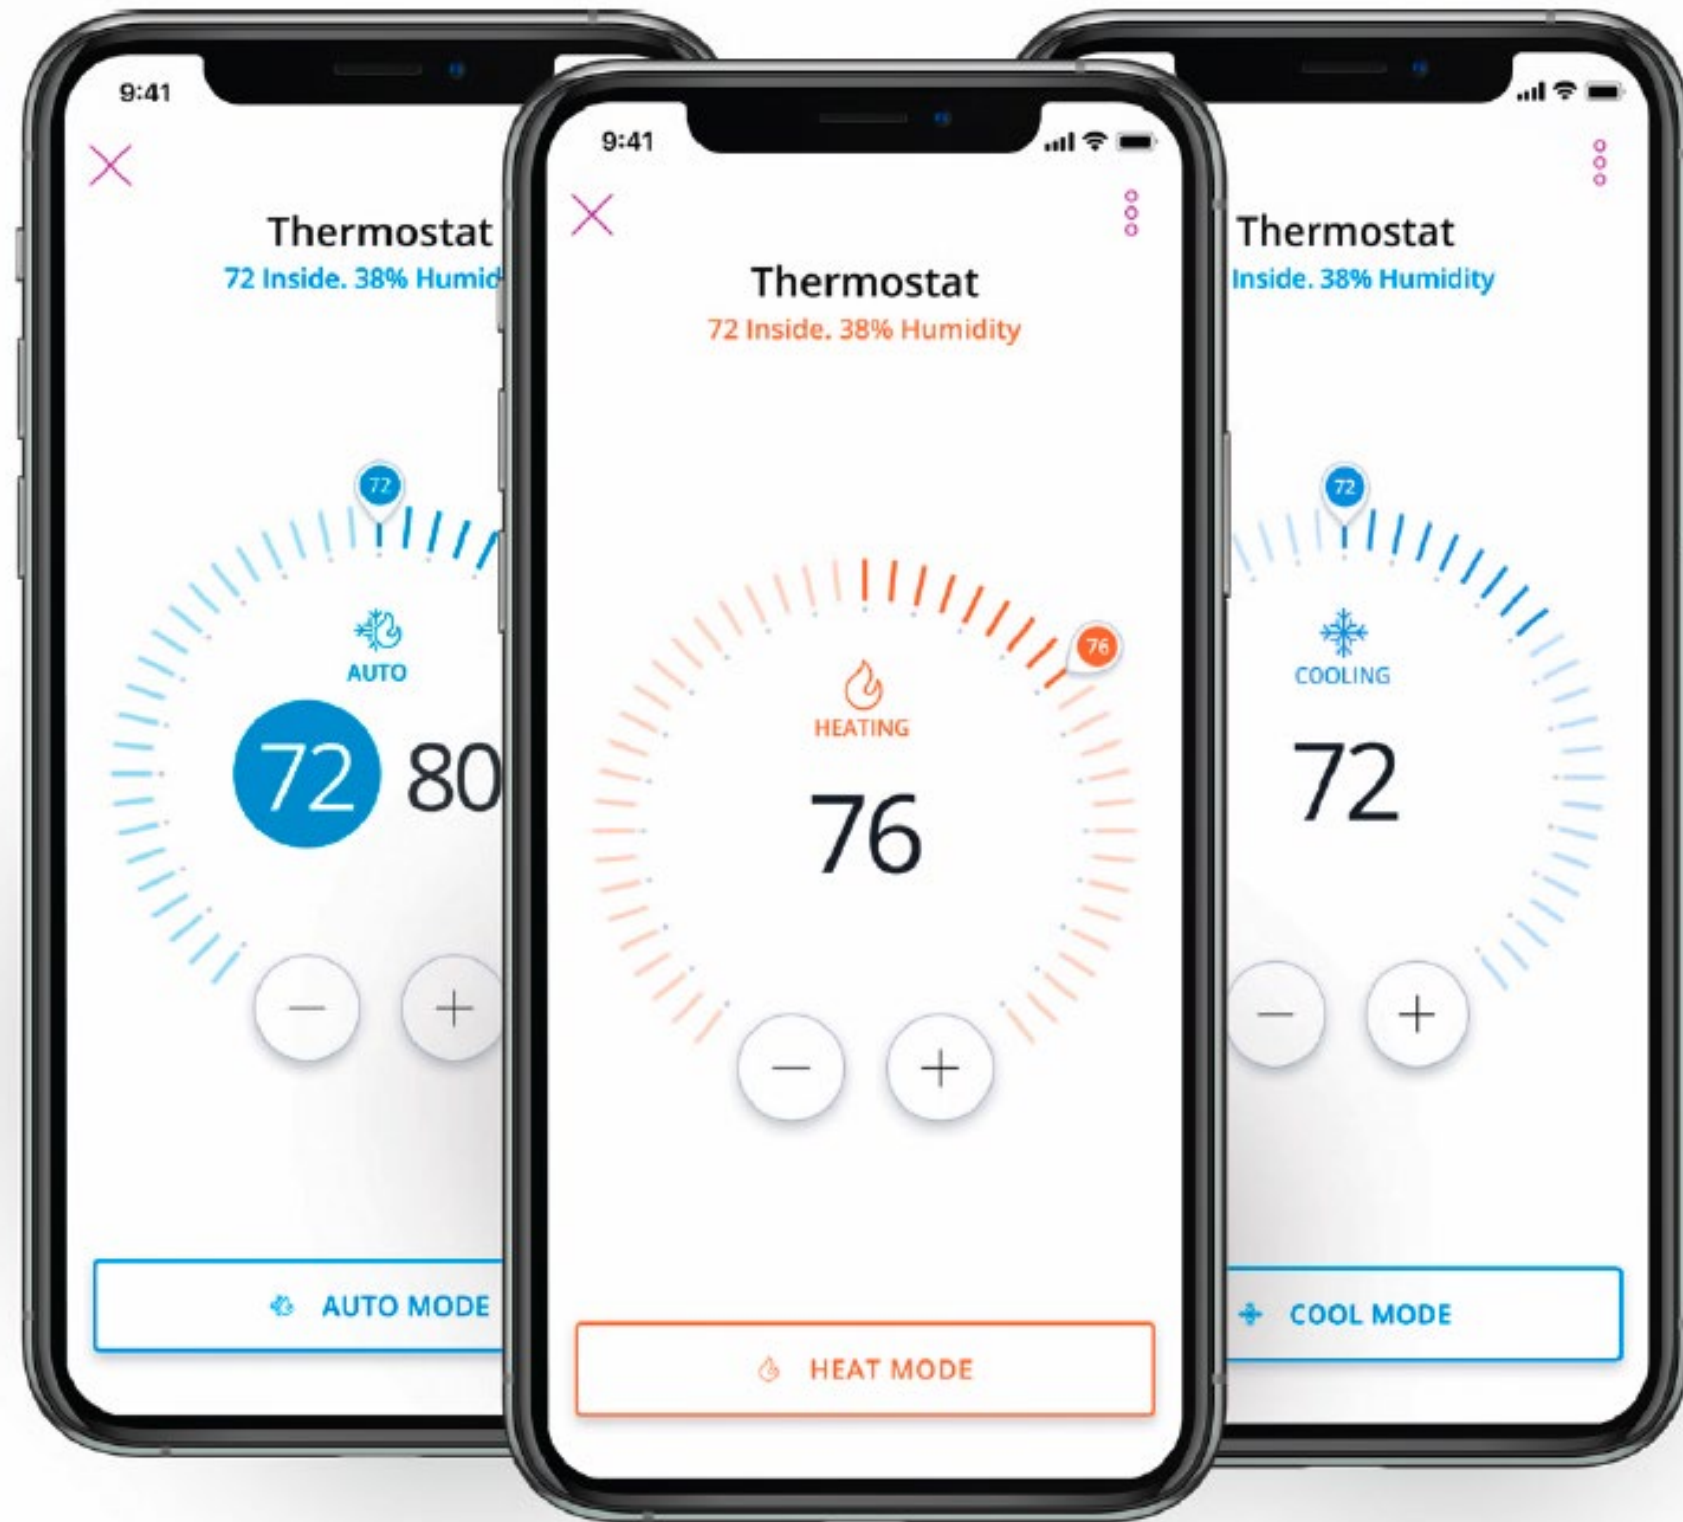 9:41
Thermostat
72 Inside. 38% Humid
72
AUTO
72 80
AUTO MODE
9:41
Thermostat
72 Inside. 38% Humidity
76
HEATING
76
HEAT MODE
Thermostat
Inside. 38% Humidity
72
COOLING
72
COOL MODE